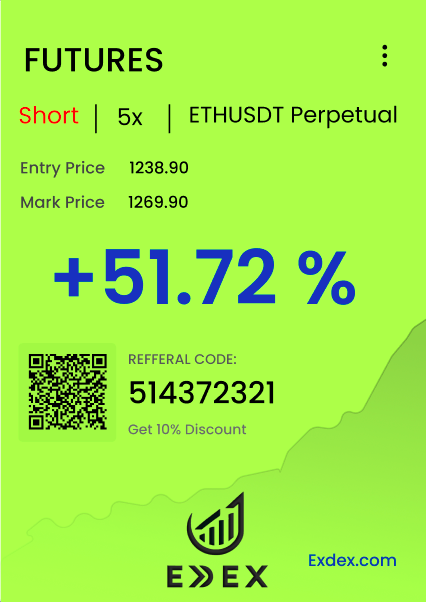 FUTURES
Short | 5x | ETHUSDT Perpetual
Entry Price 1238.90
Mark Price 1269.90
+51.72 %
REFFERAL CODE:
514372321
Get 10% Discount
EXDEX
Exdex.com